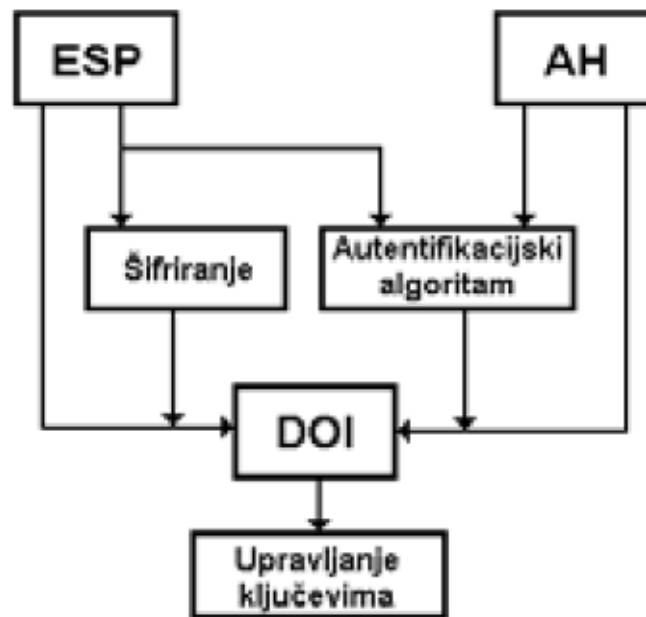 ESP
AH
Šifriranje
Autentifikacijski
algoritam
DOI
Upravljanje
ključevima